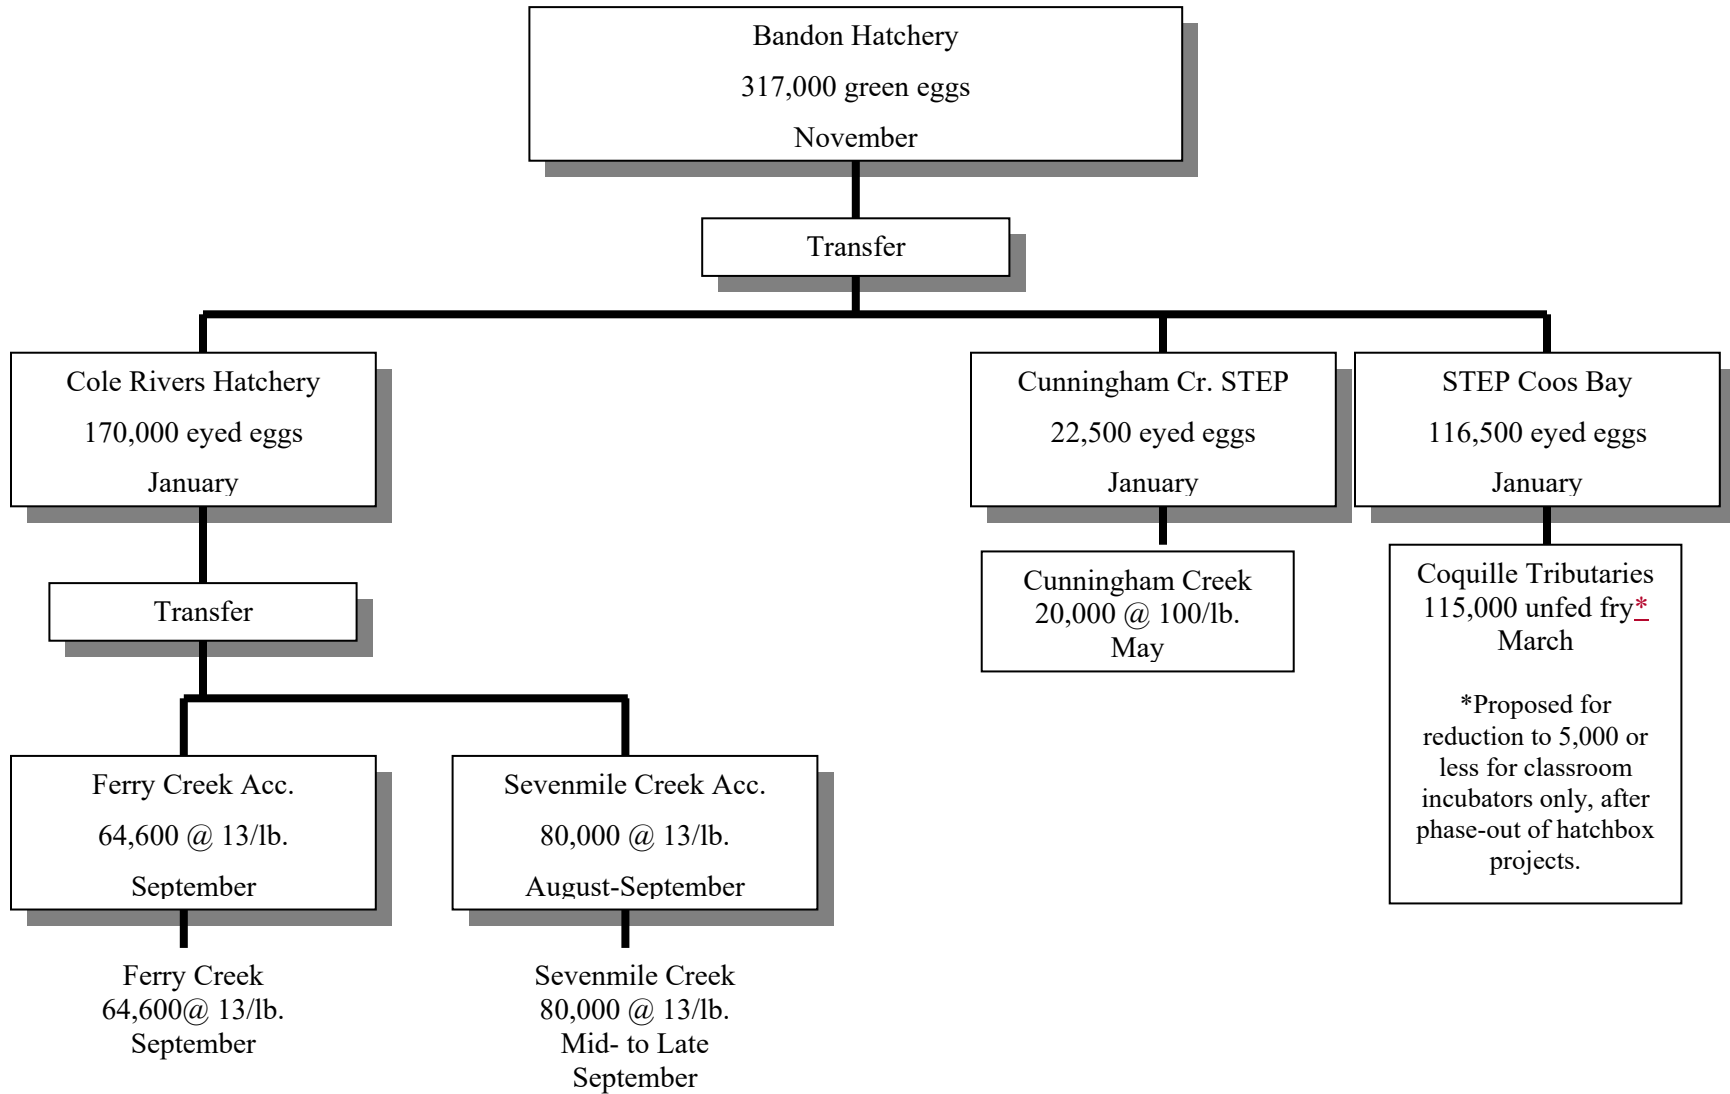 Bandon Hatchery
317,000 green eggs
November
Transfer
Cole Rivers Hatchery
170,000 eyed eggs
January
Cunningham Cr. STEP
22,500 eyed eggs
January
STEP Coos Bay
116,500 eyed eggs
January
Transfer
Cunningham Creek
20,000 @ 100/lb.
May
Coquille Tributaries
115,000 unfed fry*
March
*Proposed for
reduction to 5,000 or
less for classroom
incubators only, after
phase-out of hatchbox
projects.
Ferry Creek Acc.
64,600 @ 13/lb.
September
Sevenmile Creek Acc.
80,000 @ 13/lb.
August-September
Ferry Creek
64,600@ 13/lb.
September
Sevenmile Creek
80,000 @ 13/lb.
Mid- to Late
September